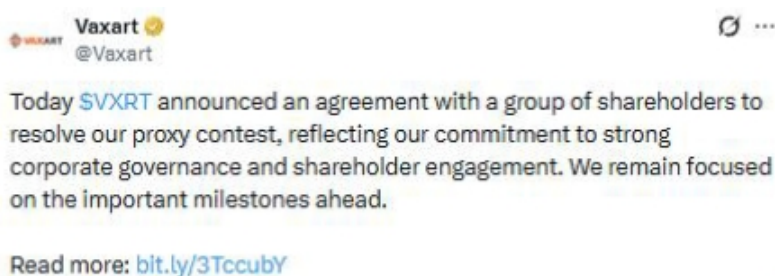 Vaxart
VAXART
@Vaxart
Today $VXRT announced an agreement with a group of shareholders to
resolve our proxy contest, reflecting our commitment to strong
corporate governance and shareholder engagement. We remain focused
on the important milestones ahead.
Read more: bit.ly/3TccubY